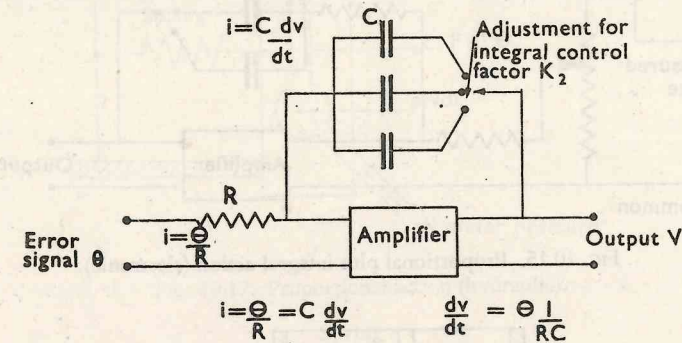 i=C dv/dt
C
Adjustment for
integral control
factor K₂
R
Error
signal θ
i=Θ/R
Amplifier
Output V
i=Θ/R=C dv/dt
dv/dt = Θ 1/RC